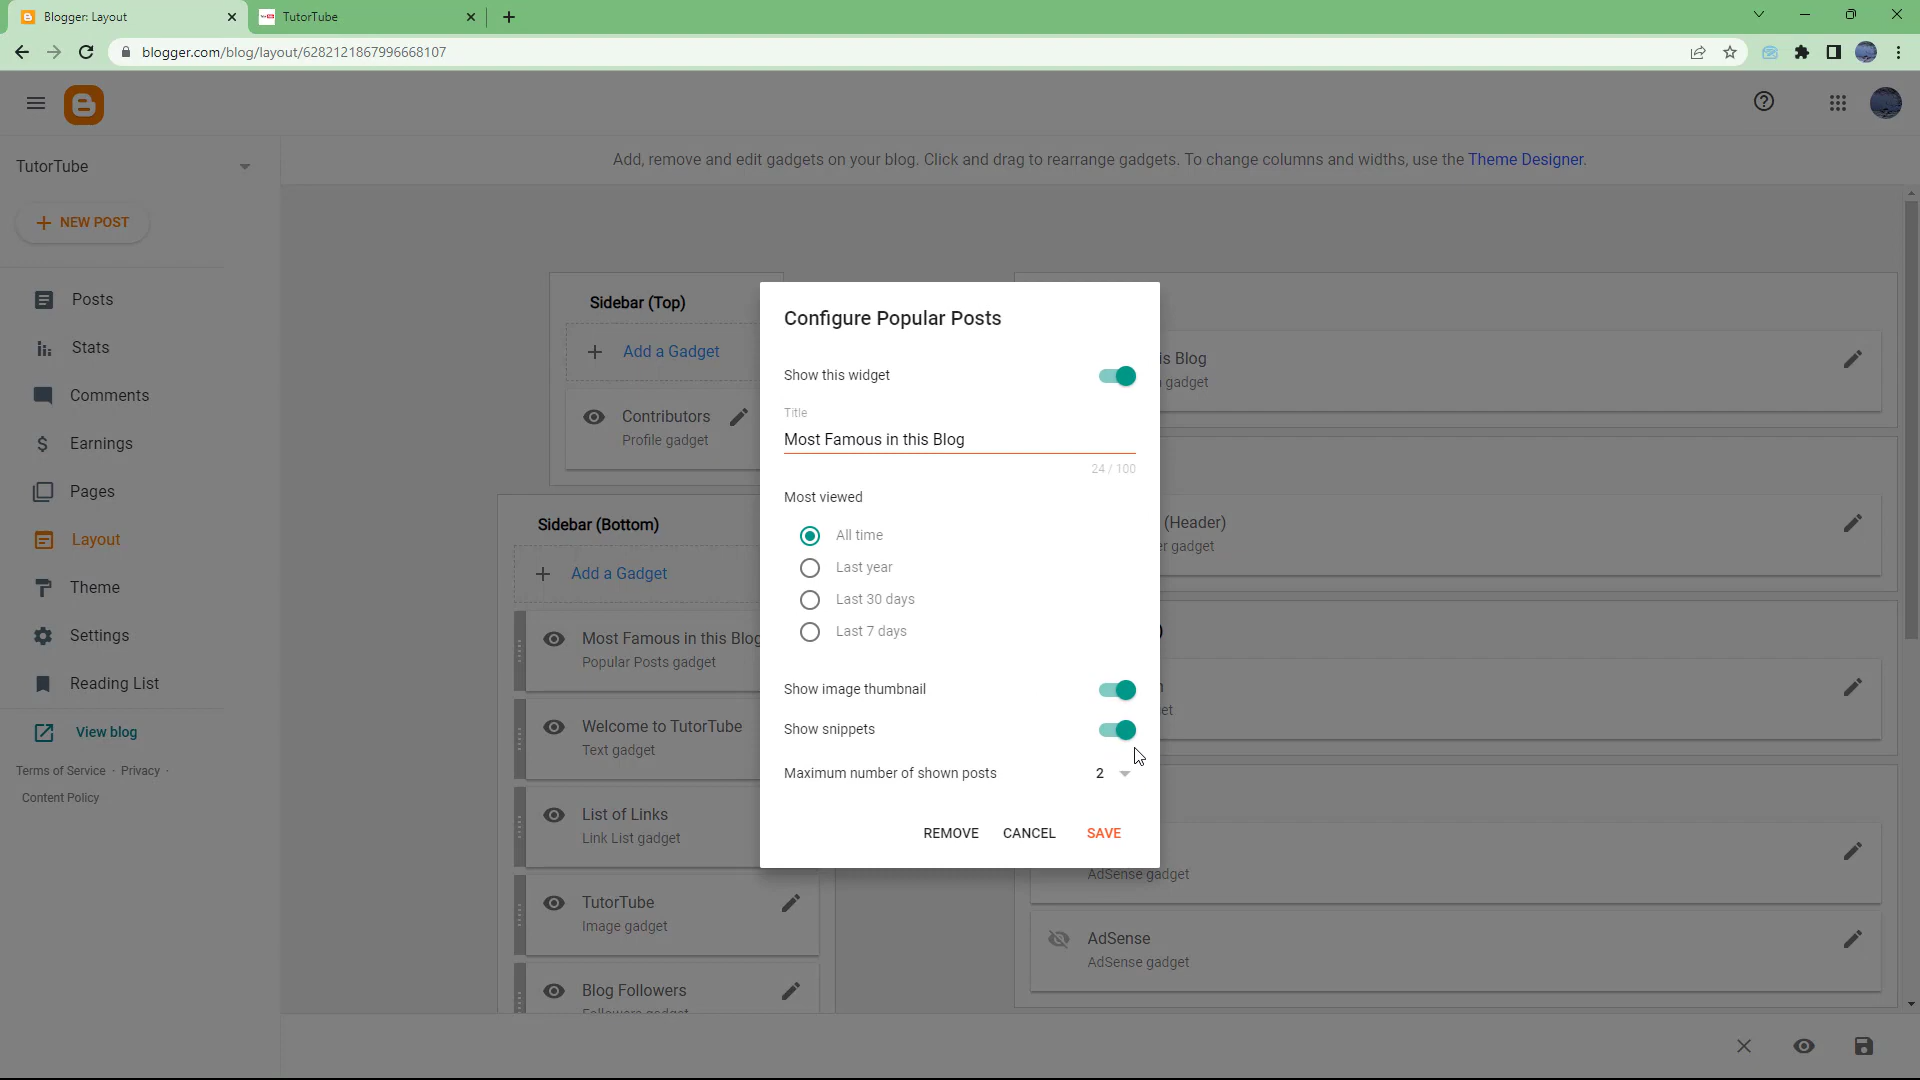 Blogger: Layout
TutorTube
blogger.com/blog/layout/6282121867996668107
TutorTube
NEW POST
Posts
Stats
Comments
Earnings
Pages
Layout
Theme
Settings
Reading List
View blog
Terms of Service · Privacy ·
Content Policy
Add, remove and edit gadgets on your blog. Click and drag to rearrange gadgets. To change columns and widths, use the Theme Designer.
Sidebar (Top)
Add a Gadget
Contributors
Profile gadget
Sidebar (Bottom)
Add a Gadget
Most Famous in this Blog
Popular Posts gadget
Welcome to TutorTube
Text gadget
List of Links
Link List gadget
TutorTube
Image gadget
Blog Followers
Configure Popular Posts
Show this widget
Title
Most Famous in this Blog
24 / 100
Most viewed
All time
Last year
Last 30 days
Last 7 days
Show image thumbnail
Show snippets
Maximum number of shown posts
2
REMOVE
CANCEL
SAVE
Blog
gadget
(Header)
gadget
AdSense gadget
AdSense
AdSense gadget